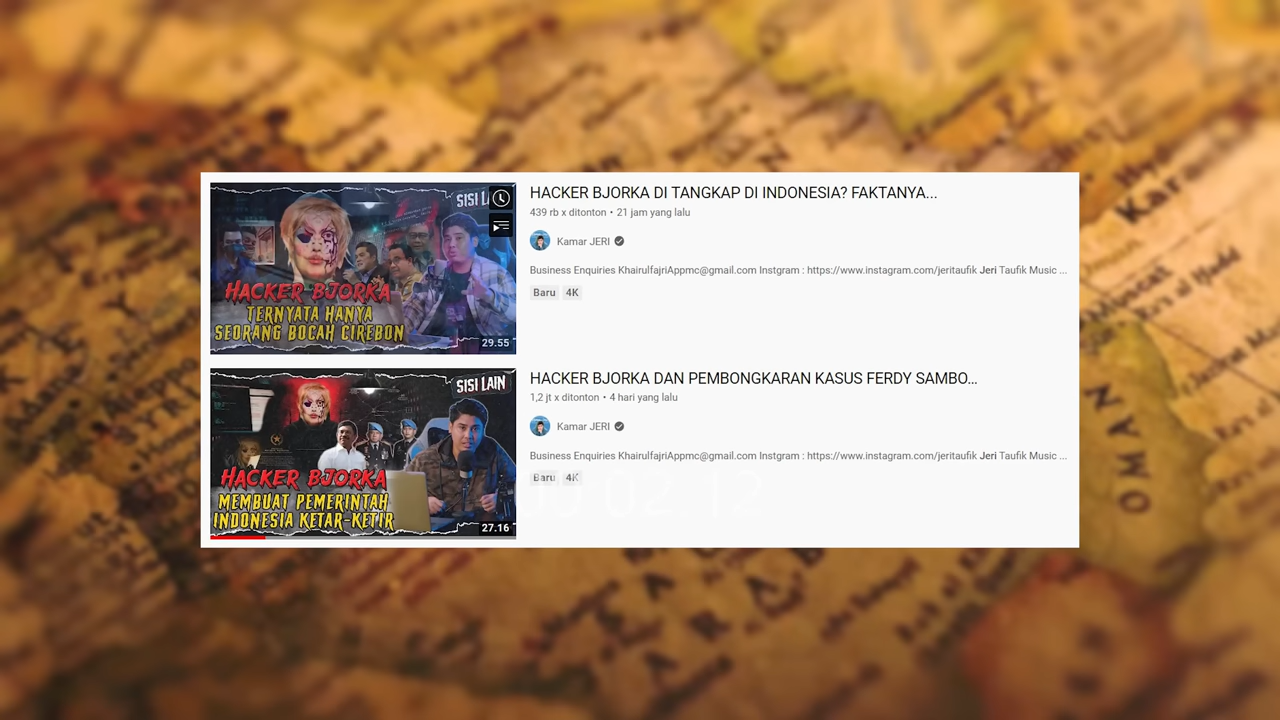 HACKER BJORKA DI TANGKAP DI INDONESIA? FAKTANYA...
439 rb x ditonton • 21 jam yang lalu
Kamar JERI
Business Enquiries KhairulfajriAppmc@gmail.com Instgram : https://www.instagram.com/jeritaufik Jeri Taufik Music ...
Baru 4K
SISI LA
HACKER BJORKA
TERNYATA HANYA
SEORANG BOCAH CIREBON
29.55
HACKER BJORKA DAN PEMBONGKARAN KASUS FERDY SAMBO...
1,2 jt x ditonton • 4 hari yang lalu
Kamar JERI
Business Enquiries KhairulfajriAppmc@gmail.com Instgram : https://www.instagram.com/jeritaufik Jeri Taufik Music ...
Baru 4K
SISI LAIN
HACKER BJORKA
MEMBUAT PEMERINTAH
INDONESIA KETAR-KETIR
27.16
OMAN